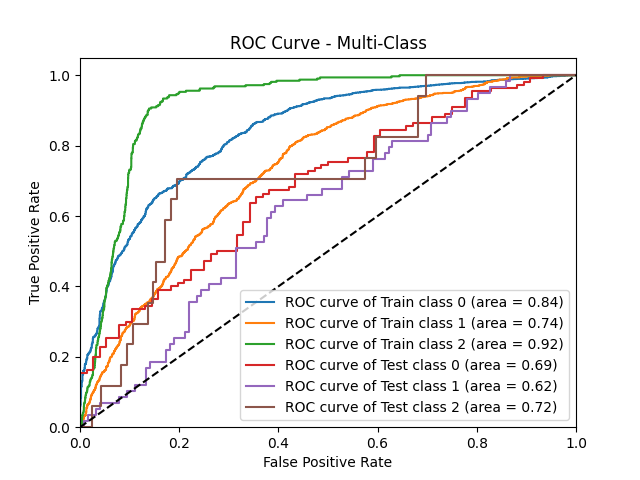 ROC Curve - Multi-Class
True Positive Rate
1.0
0.8
0.6
0.4
0.2
0.0
ROC curve of Train class 0 (area = 0.84)
ROC curve of Train class 1 (area = 0.74)
ROC curve of Train class 2 (area = 0.92)
ROC curve of Test class 0 (area = 0.69)
ROC curve of Test class 1 (area = 0.62)
ROC curve of Test class 2 (area = 0.72)
0.0 0.2 0.4 0.6 0.8 1.0
False Positive Rate